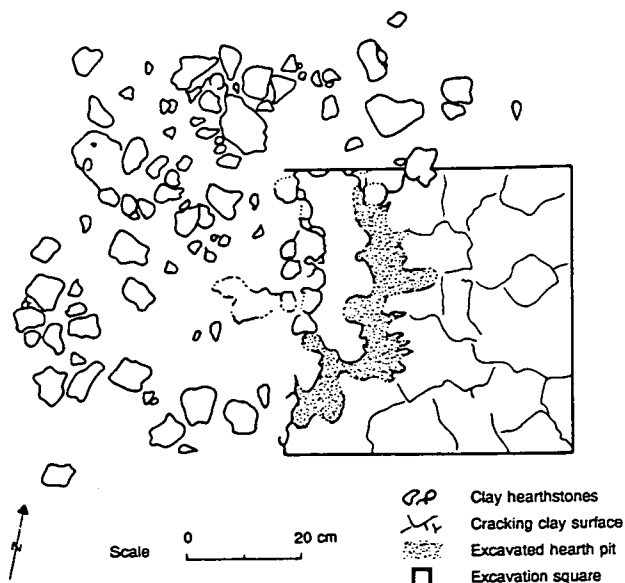 Clay hearthstones
Cracking clay surface
Excavated hearth pit
Excavation square
Scale 0 20 cm
N